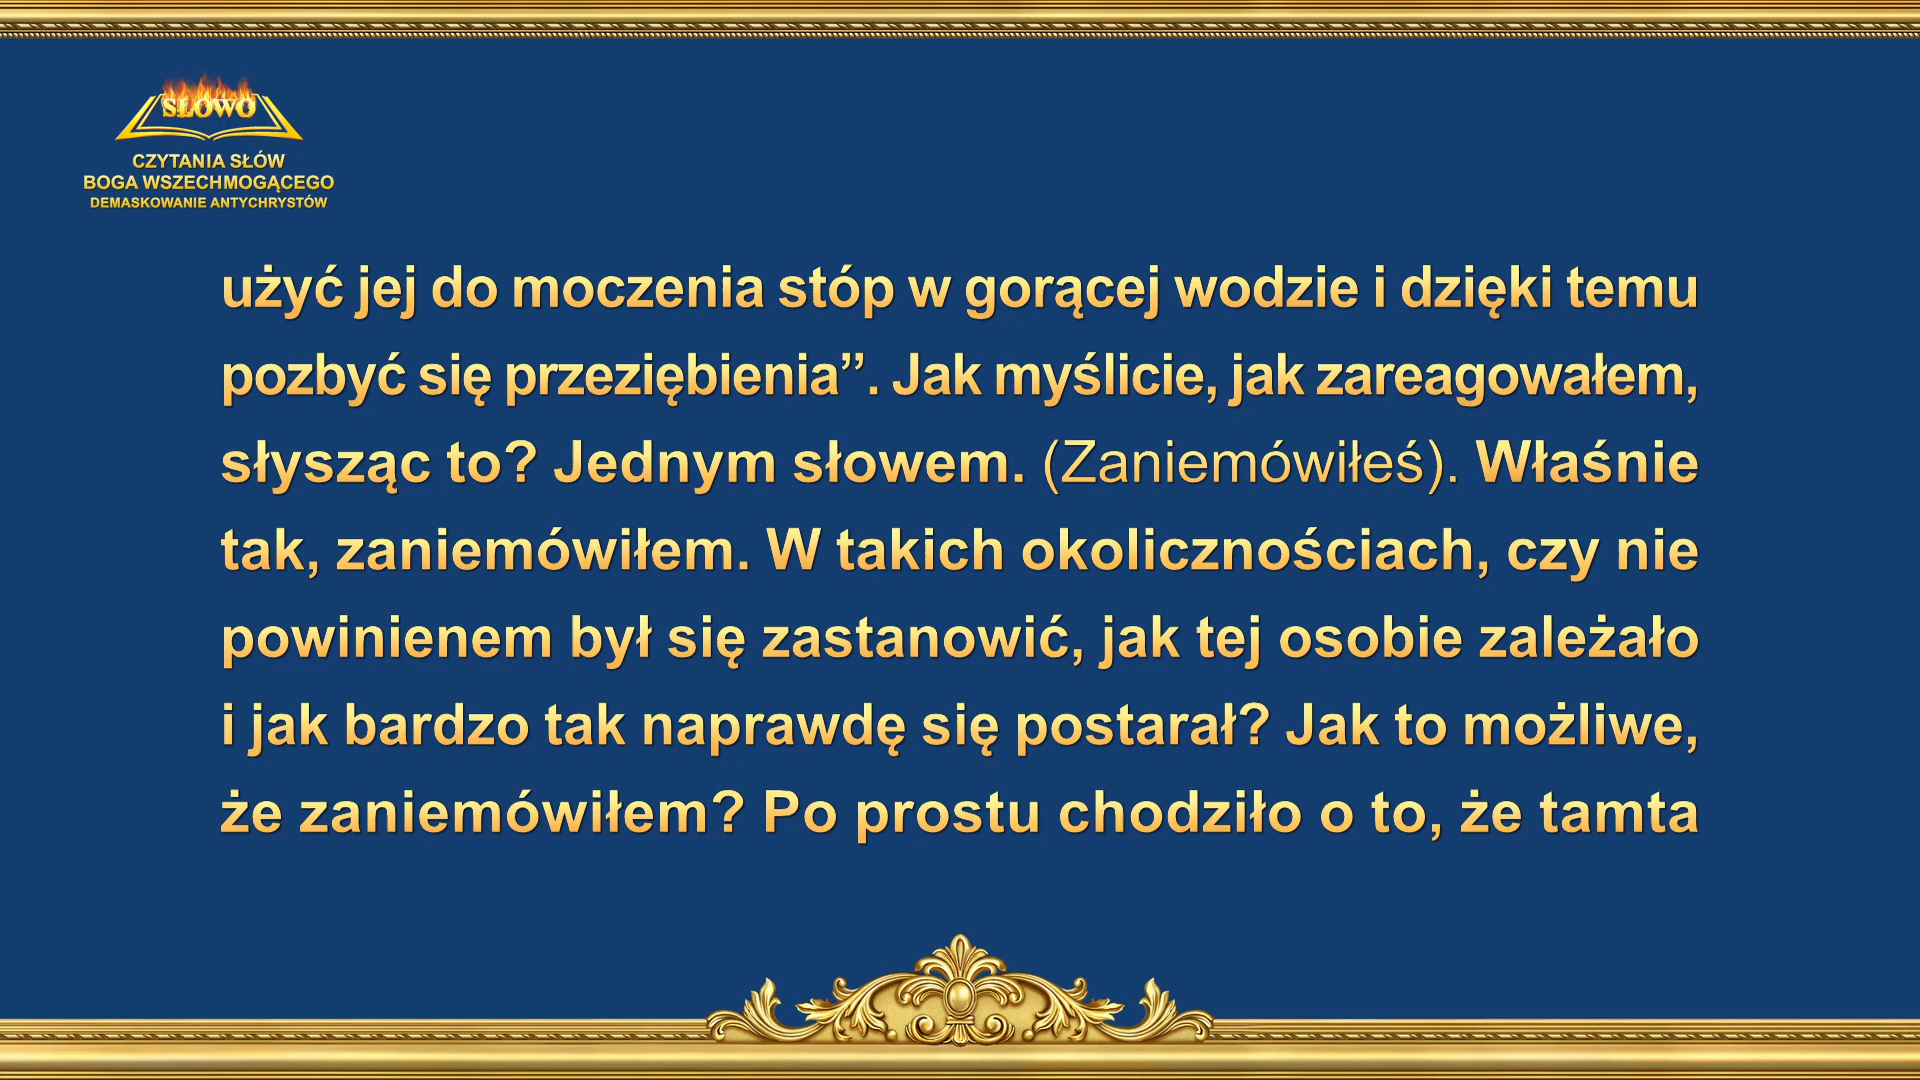 SŁOWO
CZYTANIA SŁÓW
BOGA WSZECHMOGĄCEGO
DEMASKOWANIE ANTYCHRYSTÓW
użyć jej do moczenia stóp w gorącej wodzie i dzięki temu
pozbyć się przeziębienia”. Jak myślicie, jak zareagowałem,
słysząc to? Jednym słowem. (Zaniemówiłeś). Właśnie
tak, zaniemówiłem. W takich okolicznościach, czy nie
powinienem był się zastanowić, jak tej osobie zależało
i jak bardzo tak naprawdę się postarał? Jak to możliwe,
że zaniemówiłem? Po prostu chodziło o to, że tamta